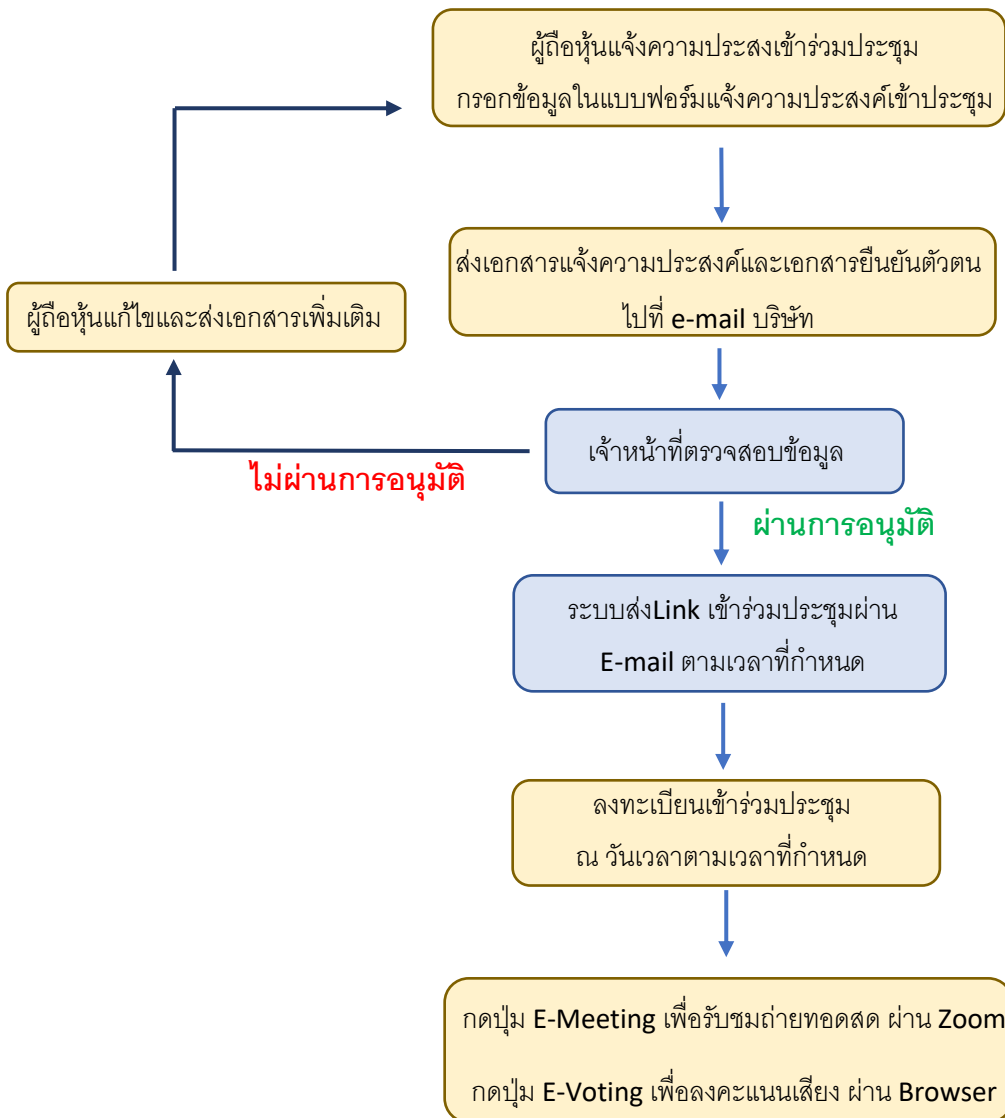 ผู้ถือหุ้นแจ้งความประสงเข้าร่วมประชุม
กรอกข้อมูลในแบบฟอร์มแจ้งความประสงค์เข้าประชุม
ส่งเอกสารแจ้งความประสงค์และเอกสารยืนยันตัวตน
ไปที่ e-mail บริษัท
ผู้ถือหุ้นแก้ไขและส่งเอกสารเพิ่มเติม
เจ้าหน้าที่ตรวจสอบข้อมูล
ไม่ผ่านการอนุมัติ
ผ่านการอนุมัติ
ระบบส่งLink เข้าร่วมประชุมผ่าน
E-mail ตามเวลาที่กำหนด
ลงทะเบียนเข้าร่วมประชุม
ณ วันเวลาตามเวลาที่กำหนด
กดปุ่ม E-Meeting เพื่อรับชมถ่ายทอดสด ผ่าน Zoom
กดปุ่ม E-Voting เพื่อลงคะแนนเสียง ผ่าน Browser